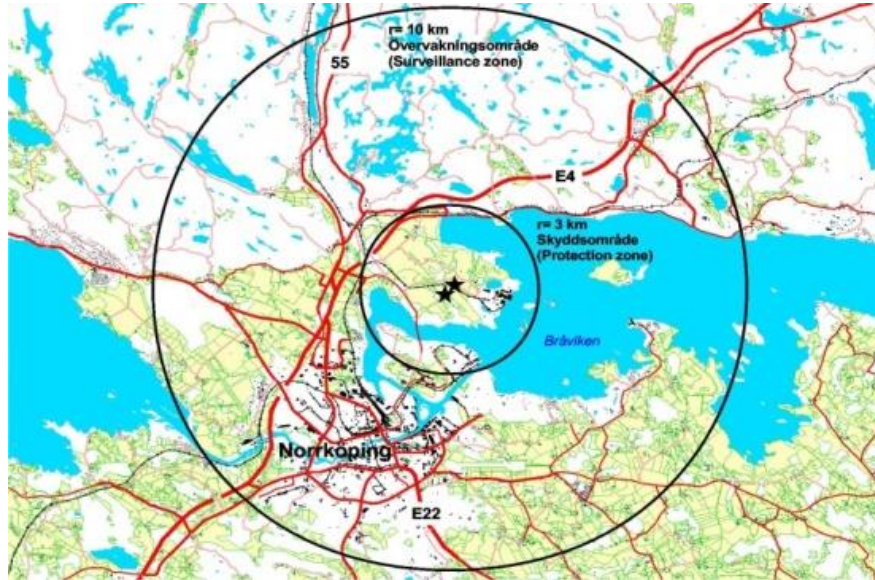 r= 10 km
Övervakningsområde
(Surveillance zone)
55
E4
r= 3 km
Skyddsområde
(Protection zone)
Bråviken
Norrköping
E22